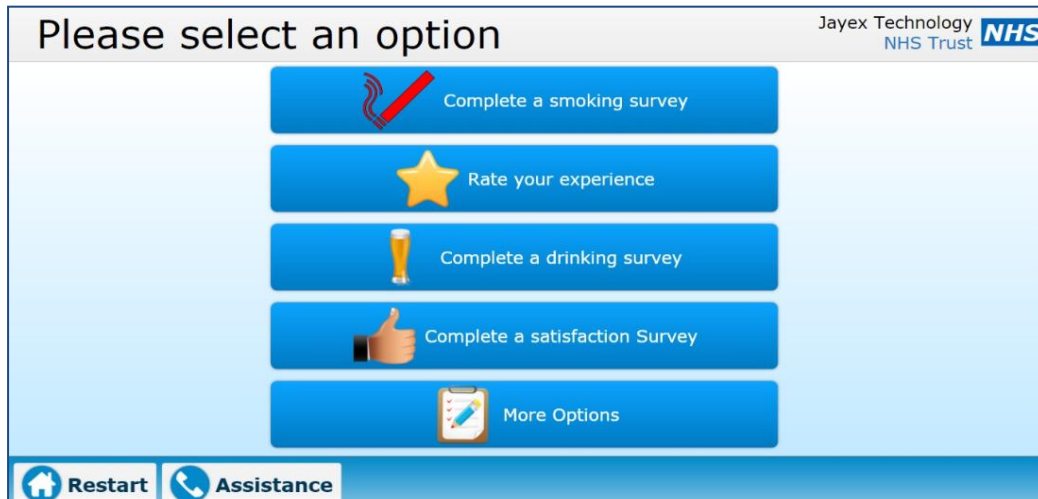 Please select an option
Jayex Technology
NHS Trust
NHS
Complete a smoking survey
Rate your experience
Complete a drinking survey
Complete a satisfaction Survey
More Options
Restart
Assistance